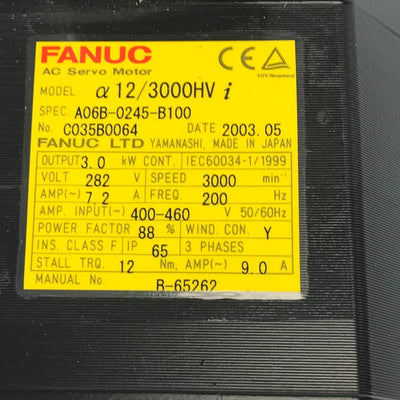 FANUC
AC Servo Motor
CE
TÜV Rheinland
MODEL α12/3000HV i
SPEC. A06B-0245-B100
No. C035B0064 DATE 2003.05
FANUC LTD YAMANASHI, MADE IN JAPAN
OUTPUT 3.0 kW CONT. IEC60034-1/1999
VOLT 282 V SPEED 3000 min⁻¹
AMP(~) 7.2 A FREQ. 200 Hz
AMP. INPUT(~) 400-460 V 50/60Hz
POWER FACTOR 88 % WIND. CON. Y
INS. CLASS F IP 65 3 PHASES
STALL TRQ. 12 Nm, AMP(~) 9.0 A
MANUAL No. B-65262